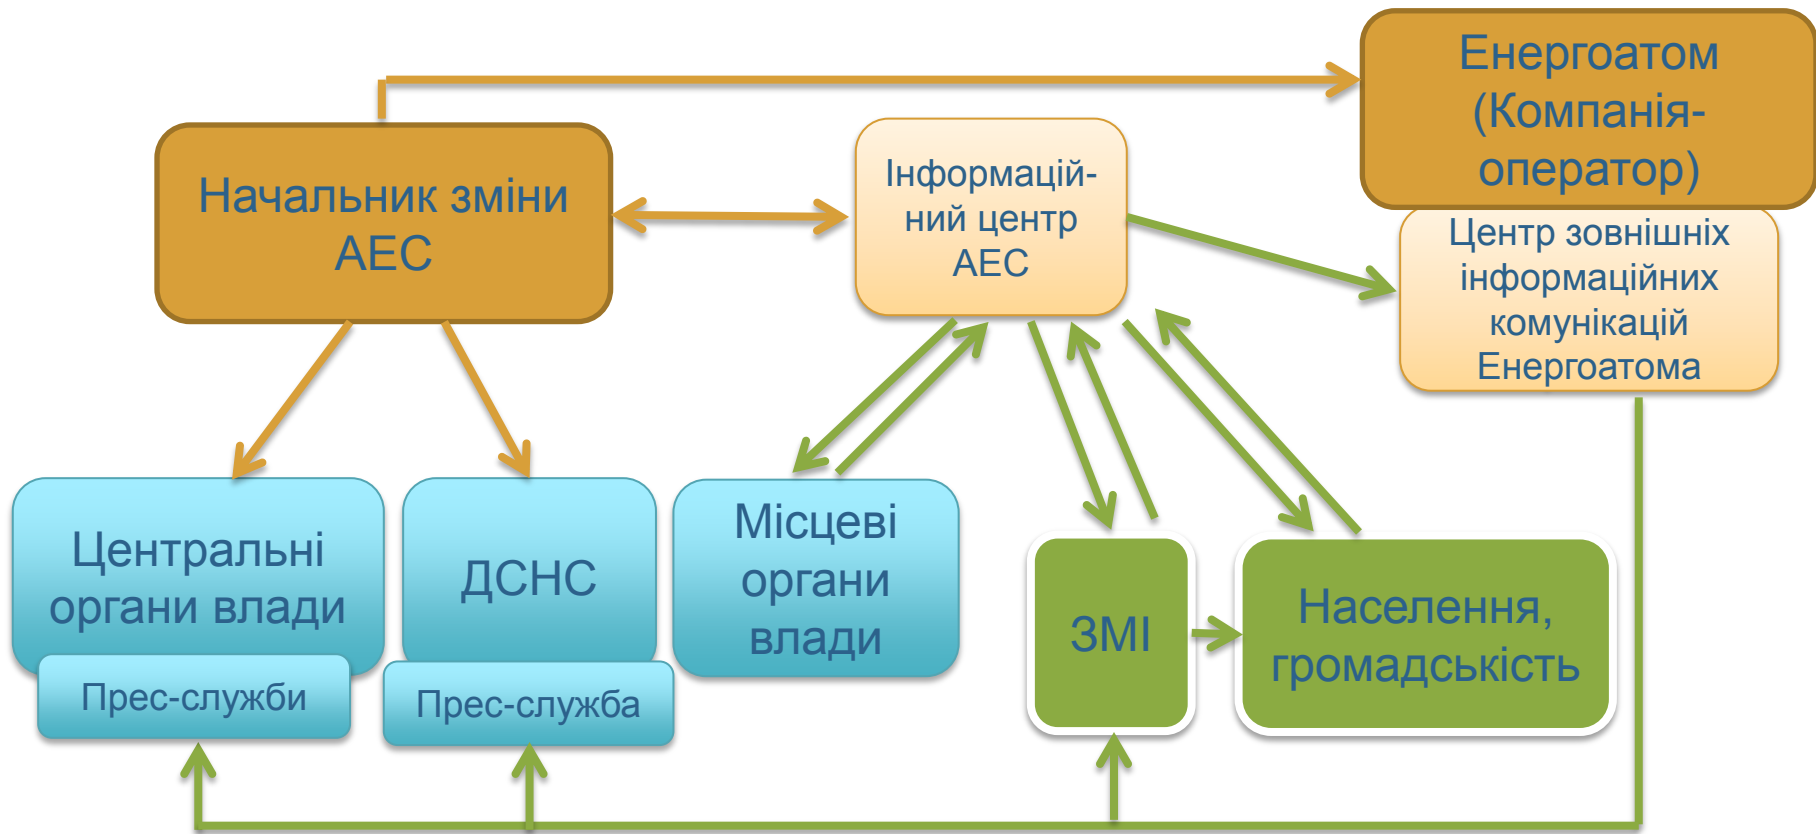 Енергоатом
(Компанія-
оператор)
Начальник зміни
АЕС
Інформацій-
ний центр
АЕС
Центр зовнішніх
інформаційних
комунікацій
Енергоатома
Центральні
органи влади
Прес-служби
ДСНС
Прес-служба
Місцеві
органи
влади
ЗМІ
Населення,
громадськість